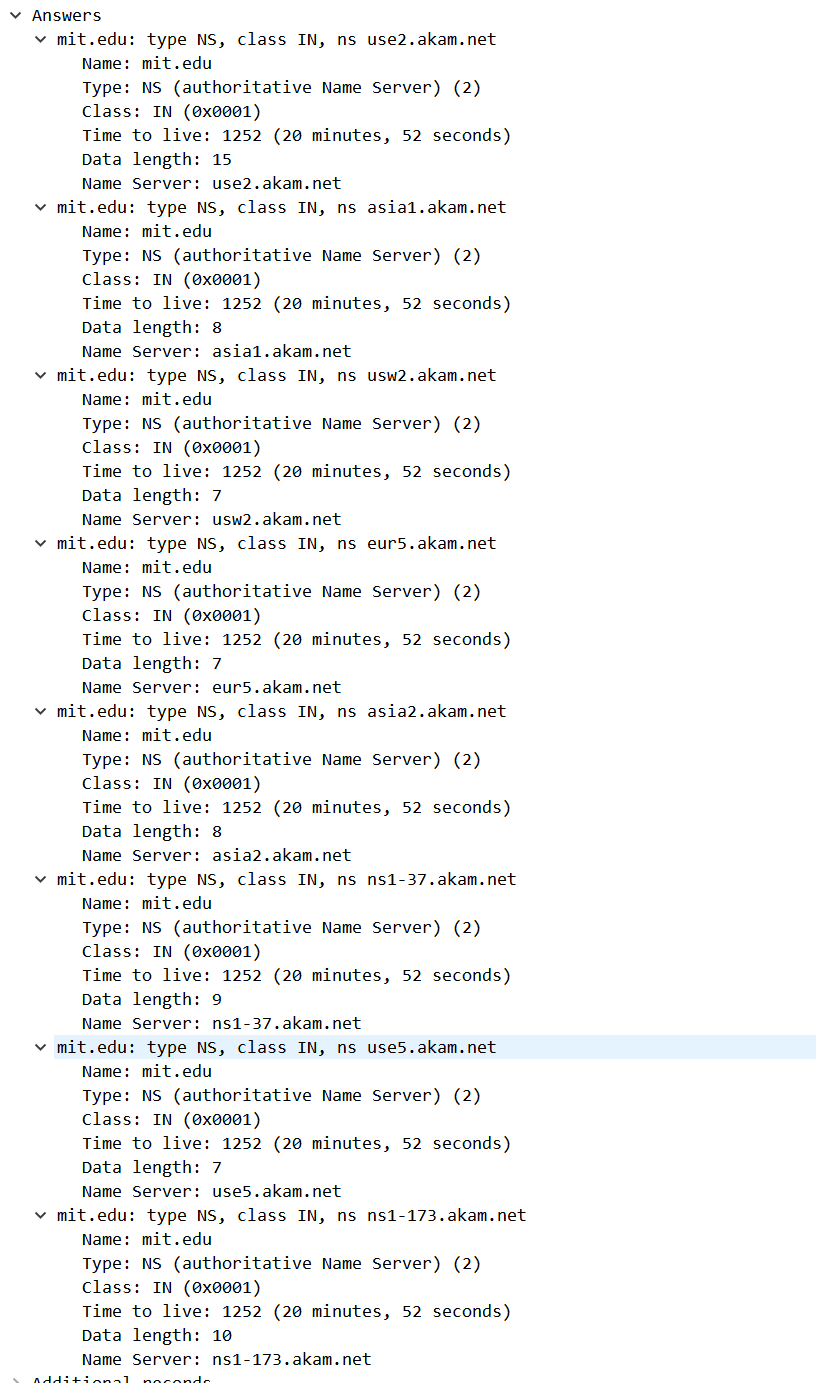 Answers
mit.edu: type NS, class IN, ns use2.akam.net
Name: mit.edu
Type: NS (authoritative Name Server) (2)
Class: IN (0x0001)
Time to live: 1252 (20 minutes, 52 seconds)
Data length: 15
Name Server: use2.akam.net
mit.edu: type NS, class IN, ns asia1.akam.net
Name: mit.edu
Type: NS (authoritative Name Server) (2)
Class: IN (0x0001)
Time to live: 1252 (20 minutes, 52 seconds)
Data length: 8
Name Server: asia1.akam.net
mit.edu: type NS, class IN, ns usw2.akam.net
Name: mit.edu
Type: NS (authoritative Name Server) (2)
Class: IN (0x0001)
Time to live: 1252 (20 minutes, 52 seconds)
Data length: 7
Name Server: usw2.akam.net
mit.edu: type NS, class IN, ns eur5.akam.net
Name: mit.edu
Type: NS (authoritative Name Server) (2)
Class: IN (0x0001)
Time to live: 1252 (20 minutes, 52 seconds)
Data length: 7
Name Server: eur5.akam.net
mit.edu: type NS, class IN, ns asia2.akam.net
Name: mit.edu
Type: NS (authoritative Name Server) (2)
Class: IN (0x0001)
Time to live: 1252 (20 minutes, 52 seconds)
Data length: 8
Name Server: asia2.akam.net
mit.edu: type NS, class IN, ns ns1-37.akam.net
Name: mit.edu
Type: NS (authoritative Name Server) (2)
Class: IN (0x0001)
Time to live: 1252 (20 minutes, 52 seconds)
Data length: 9
Name Server: ns1-37.akam.net
mit.edu: type NS, class IN, ns use5.akam.net
Name: mit.edu
Type: NS (authoritative Name Server) (2)
Class: IN (0x0001)
Time to live: 1252 (20 minutes, 52 seconds)
Data length: 7
Name Server: use5.akam.net
mit.edu: type NS, class IN, ns ns1-173.akam.net
Name: mit.edu
Type: NS (authoritative Name Server) (2)
Class: IN (0x0001)
Time to live: 1252 (20 minutes, 52 seconds)
Data length: 10
Name Server: ns1-173.akam.net
Additional records